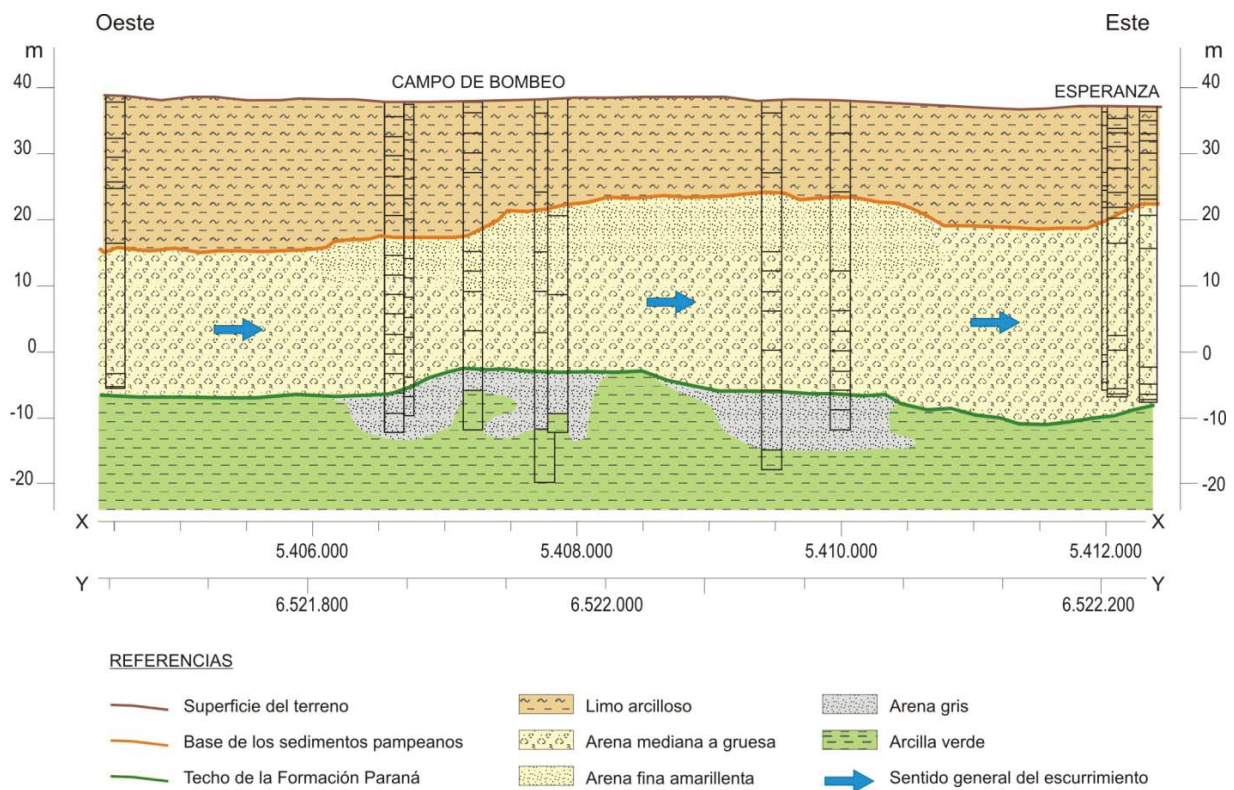 Oeste
Este
m
m
CAMPO DE BOMBEO
ESPERANZA
40
40
30
30
20
20
10
10
0
0
-10
-10
-20
-20
X
X
5.406.000
5.408.000
5.410.000
5.412.000
Y
Y
6.521.800
6.522.000
6.522.200
REFERENCIAS
Superficie del terreno
Base de los sedimentos pampeanos
Techo de la Formación Paraná
Limo arcilloso
Arena mediana a gruesa
Arena fina amarillenta
Arena gris
Arcilla verde
Sentido general del escurrimiento